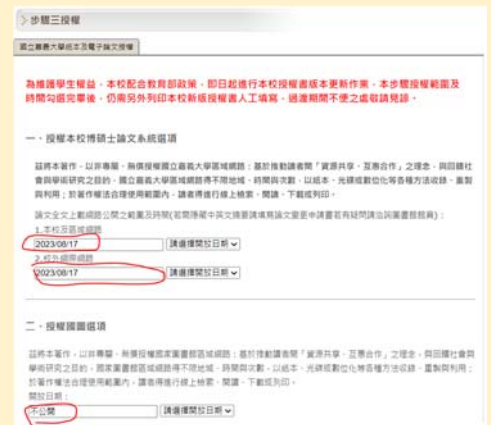 步驟三授權
國立嘉義大學紙本及電子論文授權
為維護學生權益,本校配合教育部政策,即日起進行本校授權書版本更新作業,本步驟授權範圍及
時間勾選完畢後,仍需另外列印本校新版授權書人工填寫,過渡期間不便之處敬請見諒。
一、授權本校博碩士論文系統選項
茲將本著作,以非專屬、無償授權國立嘉義大學區域網路;基於推動讀者間「資源共享、互惠合作」之理念,與回饋社
會與學術研究之目的,國立嘉義大學區域網路得不限地域、時間與次數,以紙本、光碟或數位化等各種方法收錄、重製
與利用;於著作權法合理使用範圍內,讀者得進行線上檢索、閱讀、下載或列印。
論文全文上載網路公開之範圍及時間(若需隱藏中英文摘要請填寫論文變更申請書若有疑問請洽詢圖書館館員):
1.本校及區域網路
2023/08/17 請選擇開放日期
2.校外網際網路
2023/08/17 請選擇開放日期
二、授權國圖選項
茲將本著作,以非專屬、無償授權國家圖書館區域網路;基於推動讀者間「資源共享、互惠合作」之理念,與回饋社會與
學術研究之目的,國家圖書館得不限地域、時間與次數,以紙本、光碟或數位化等各種方法收錄、重製與利用;
於著作權法合理使用範圍內,讀者得進行線上檢索、閱讀、下載或列印。
開放日期:
不公開 請選擇開放日期